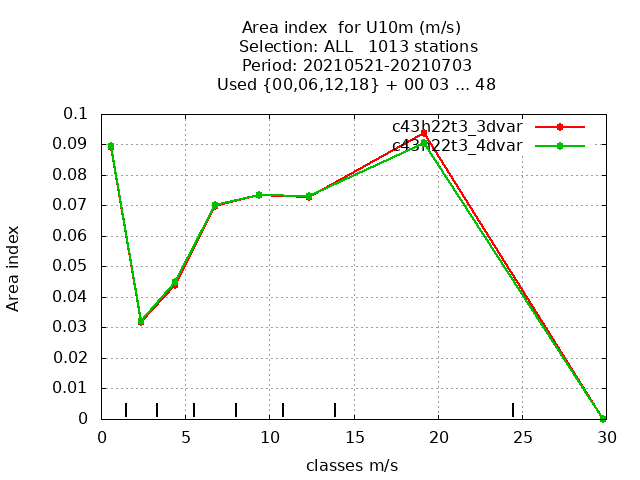 Area index  for U10m (m/s)
Selection: ALL   1013 stations
Period: 20210521-20210703
Used {00,06,12,18} + 00 03 ... 48
c43h22t3_3dvar
c43h22t3_4dvar
0.1
0.09
0.08
0.07
0.06
0.05
0.04
0.03
0.02
0.01
0
Area index
0 5 10 15 20 25 30
classes m/s